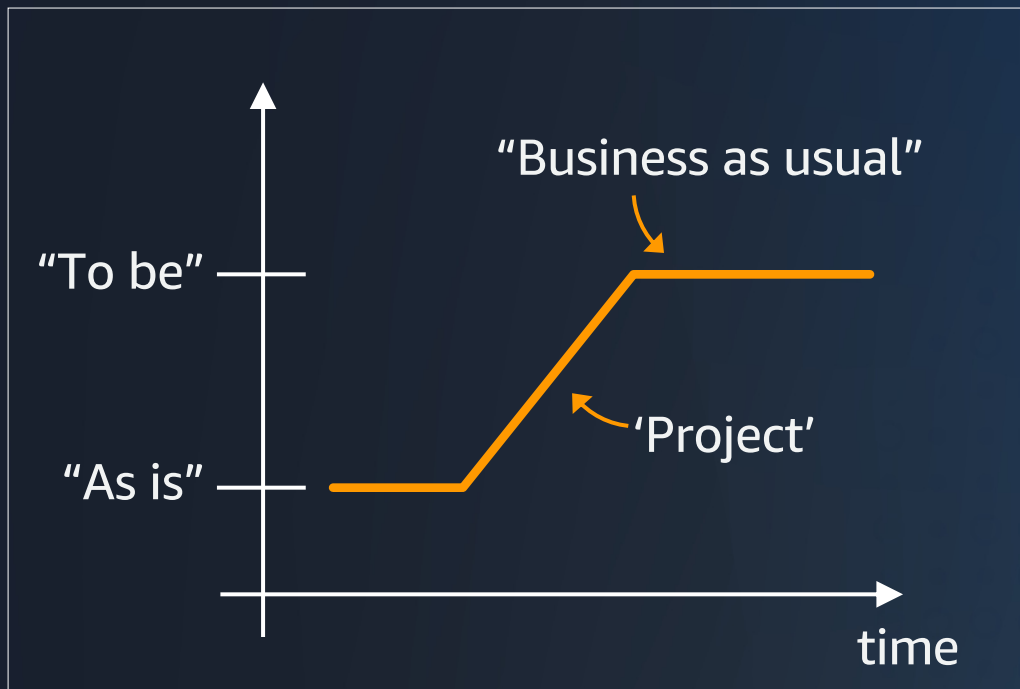 “Business as usual”
“To be”
‘Project’
“As is”
time